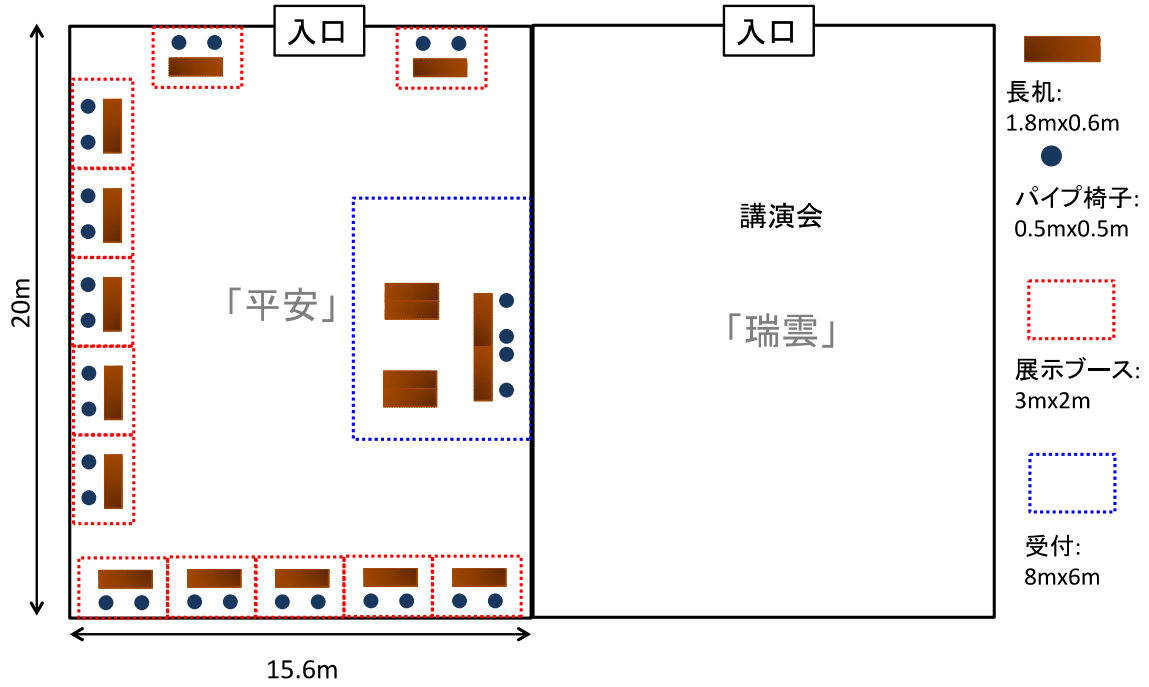 入口
入口
長机:
1.8mx0.6m
パイプ椅子:
0.5mx0.5m
講演会
「平安」
「瑞雲」
20m
展示ブース:
3mx2m
受付:
8mx6m
15.6m